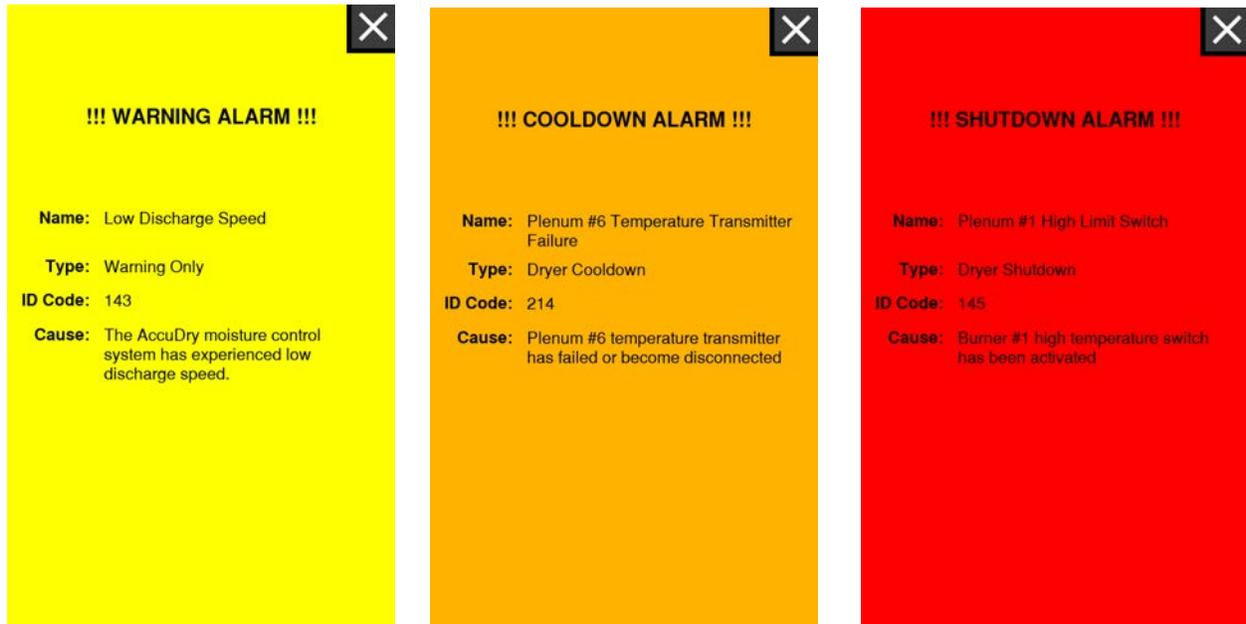 !!! WARNING ALARM !!!
Name: Low Discharge Speed
Type: Warning Only
ID Code: 143
Cause: The AccuDry moisture control
system has experienced low
discharge speed.
!!! COOLDOWN ALARM !!!
Name: Plenum #6 Temperature Transmitter
Failure
Type: Dryer Cooldown
ID Code: 214
Cause: Plenum #6 temperature transmitter
has failed or become disconnected
!!! SHUTDOWN ALARM !!!
Name: Plenum #1 High Limit Switch
Type: Dryer Shutdown
ID Code: 145
Cause: Burner #1 high temperature switch
has been activated